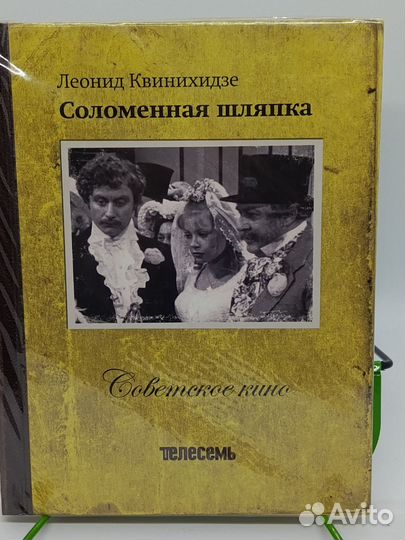 Леонид Квинихидзе
Соломенная шляпка
Советское кино
телесемь
Avito